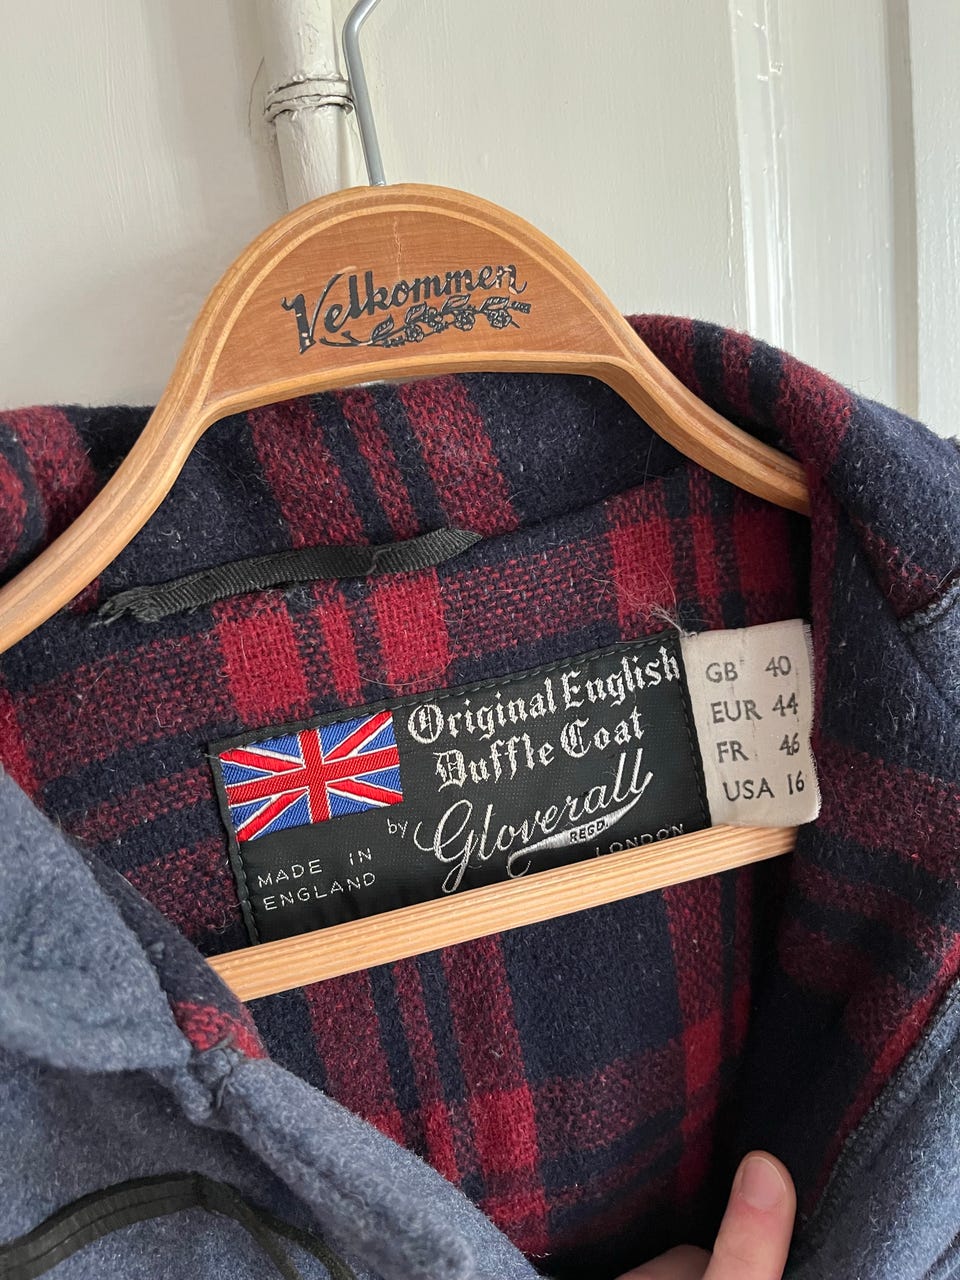 Velkommen
Original English
Duffle Coat
by Gloverall
REGD.
LONDON
MADE IN
ENGLAND
GB 40
EUR 44
FR 46
USA 16